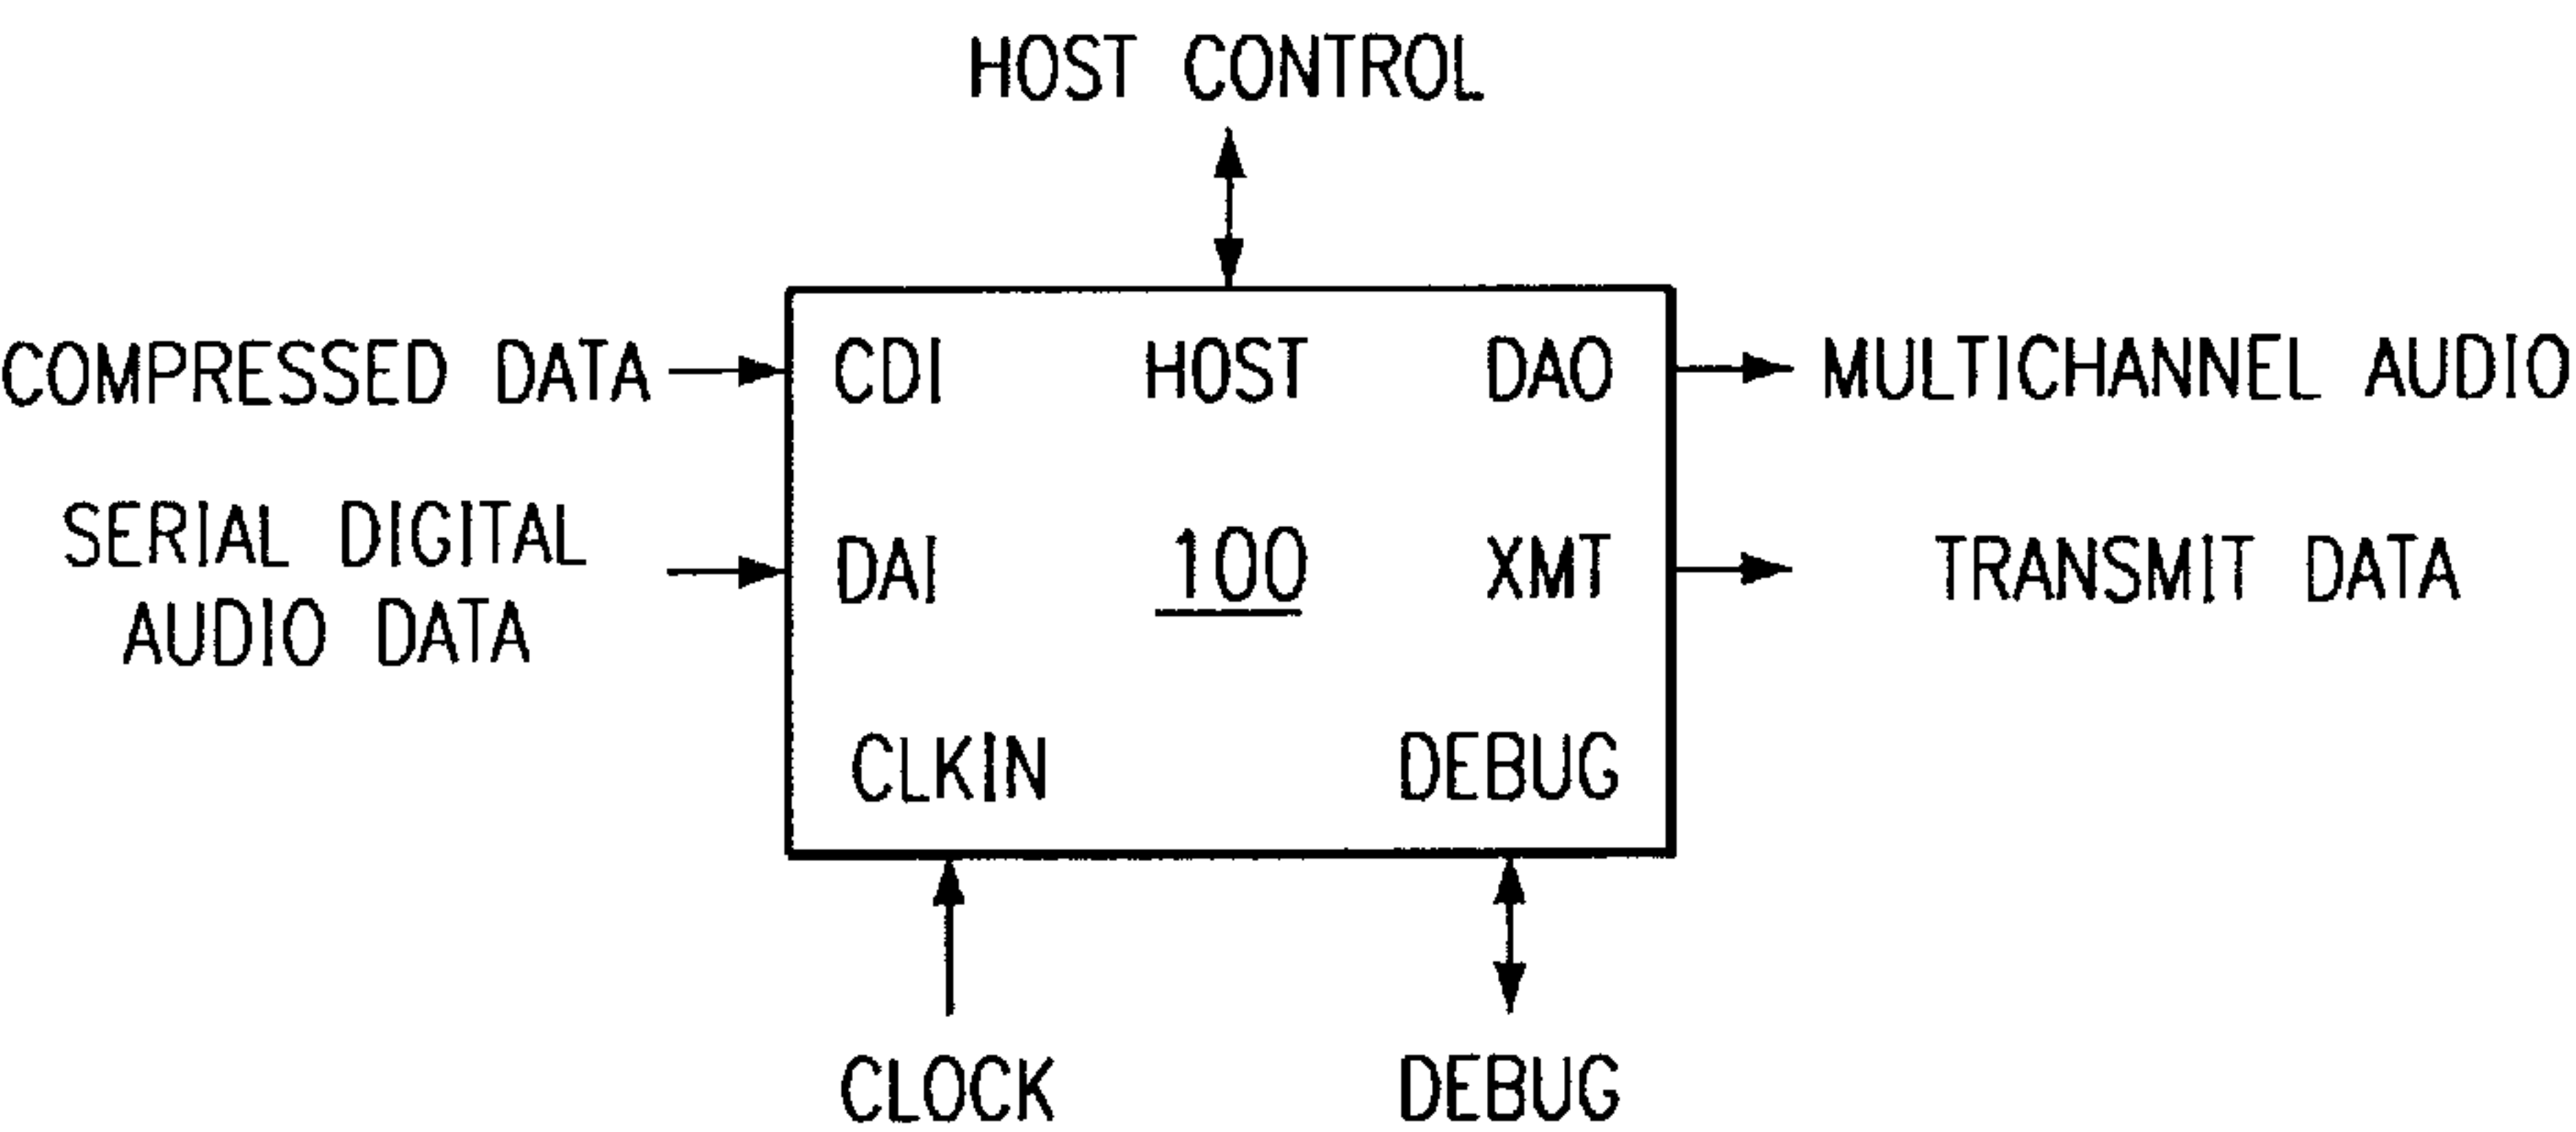 HOST CONTROL
COMPRESSED DATA
CDI
HOST
DAO
MULTICHANNEL AUDIO
SERIAL DIGITAL
AUDIO DATA
DAI
100
XMT
TRANSMIT DATA
CLKIN
DEBUG
CLOCK
DEBUG